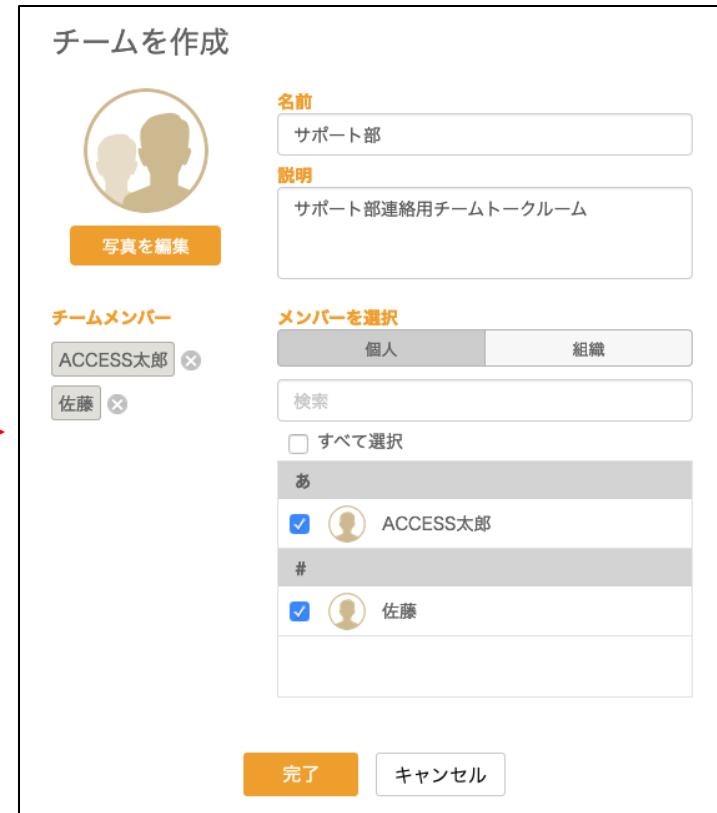 チームを作成
名前
サポート部
説明
サポート部連絡用チームトークルーム
写真を編集
チームメンバー
ACCESS太郎
佐藤
メンバーを選択
個人 組織
検索
すべて選択
あ
ACCESS太郎
#
佐藤
完了 キャンセル